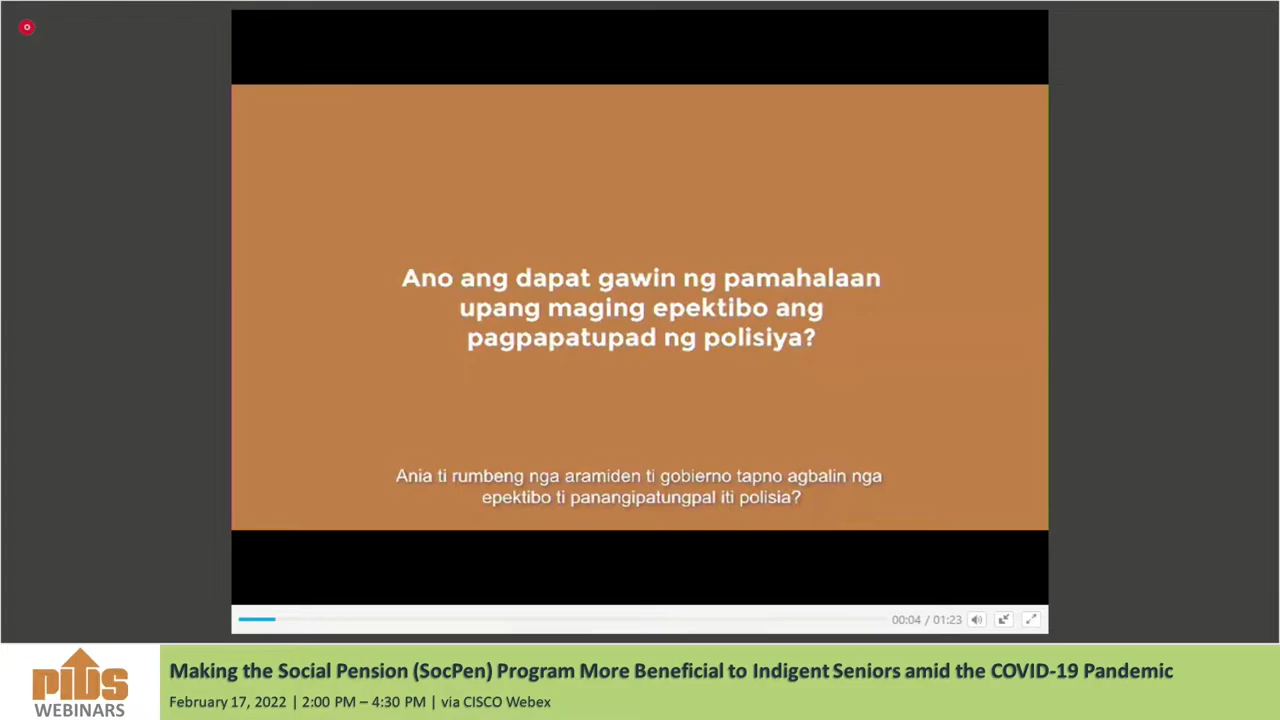 Ano ang dapat gawin ng pamahalaan
upang maging epektibo ang
pagpapatupad ng polisiya?
Ania ti rumbeng nga aramiden ti gobierno tapno agbalin nga
epektibo ti panangipatungpal iti polisia?
00:04 / 01:23
PIDS
WEBINARS
Making the Social Pension (SocPen) Program More Beneficial to Indigent Seniors amid the COVID-19 Pandemic
February 17, 2022 | 2:00 PM – 4:30 PM | via CISCO Webex